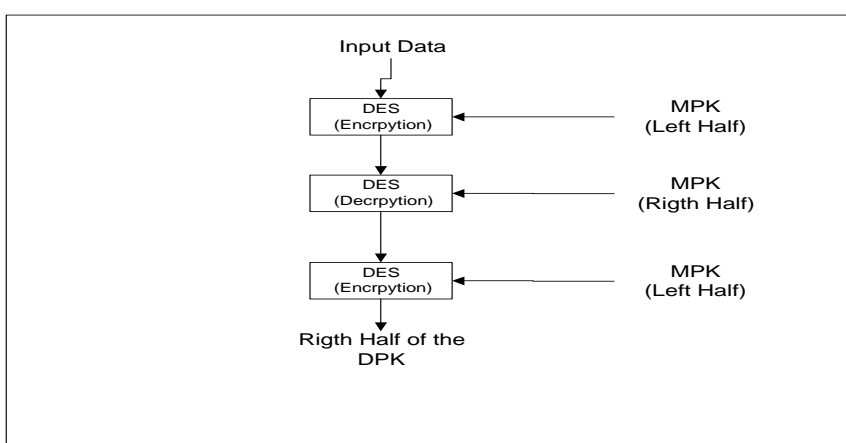 Input Data
DES
(Encrpytion)
MPK
(Left Half)
DES
(Decrpytion)
MPK
(Rigth Half)
DES
(Encrpytion)
MPK
(Left Half)
Rigth Half of the
DPK